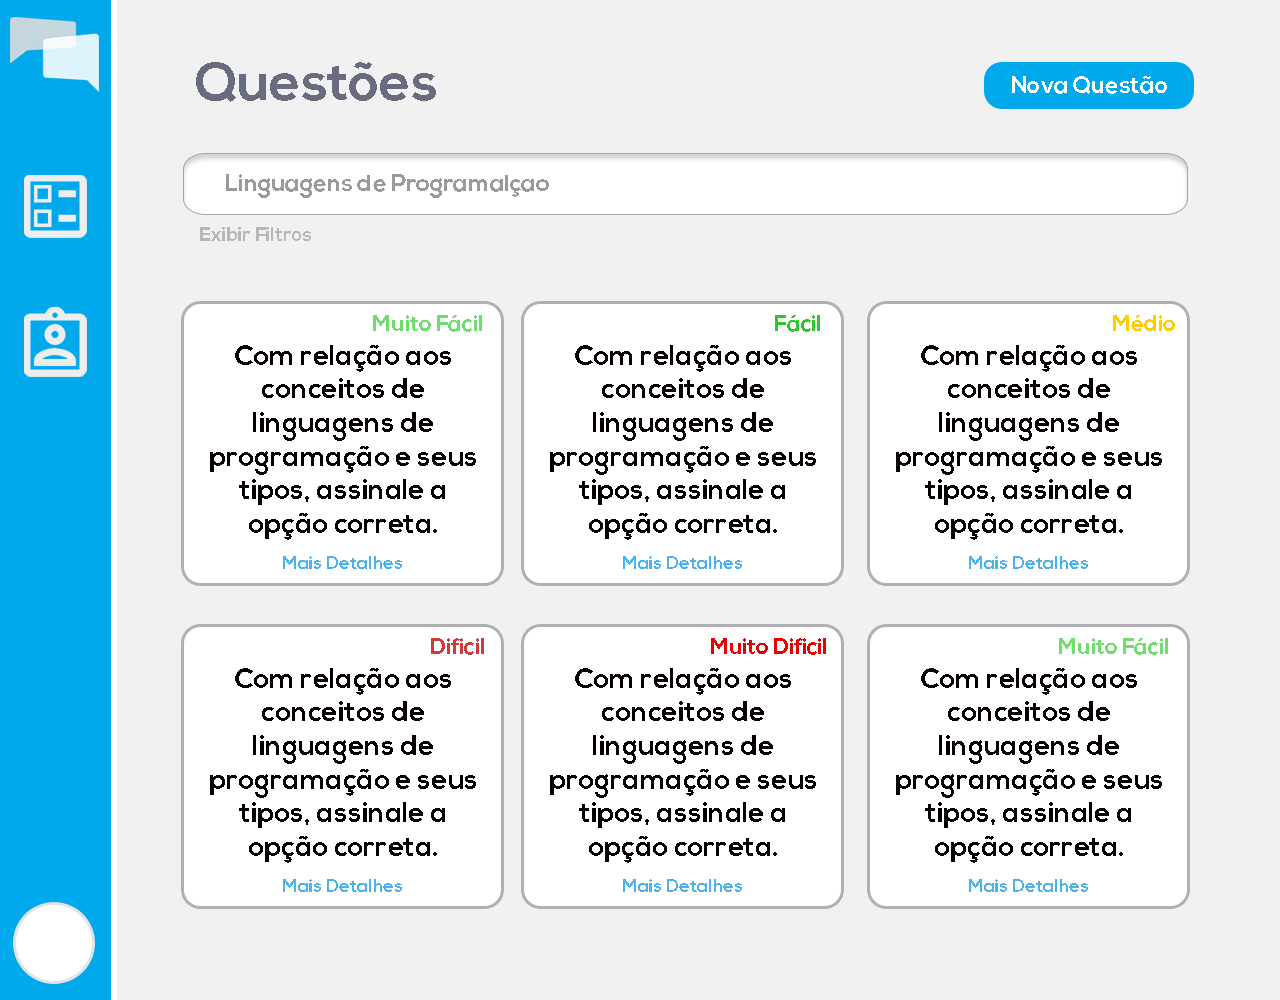 Questões
Nova Questão
Linguagens de Programalçao
Exibir Filtros
Muito Fácil
Com relação aos
conceitos de
linguagens de
programação e seus
tipos, assinale a
opção correta.
Mais Detalhes
Fácil
Com relação aos
conceitos de
linguagens de
programação e seus
tipos, assinale a
opção correta.
Mais Detalhes
Médio
Com relação aos
conceitos de
linguagens de
programação e seus
tipos, assinale a
opção correta.
Mais Detalhes
Dificil
Com relação aos
conceitos de
linguagens de
programação e seus
tipos, assinale a
opção correta.
Mais Detalhes
Muito Dificil
Com relação aos
conceitos de
linguagens de
programação e seus
tipos, assinale a
opção correta.
Mais Detalhes
Muito Fácil
Com relação aos
conceitos de
linguagens de
programação e seus
tipos, assinale a
opção correta.
Mais Detalhes